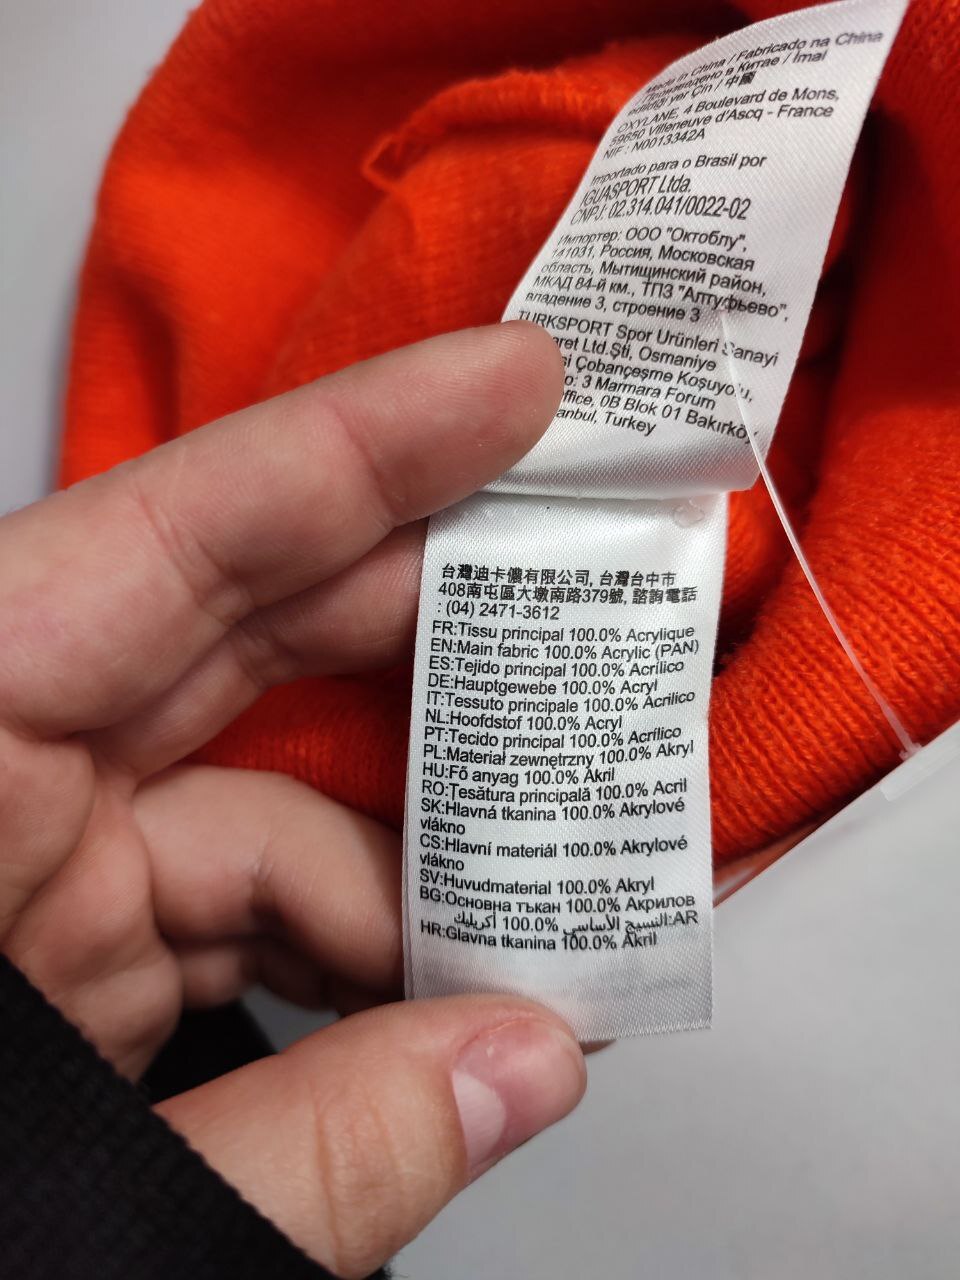 Made in China / Fabricado na China
/ Произведено в Китае / İmal
edildiği yer Çin / 中國
OXYLANE, 4 Boulevard de Mons,
59650 Villeneuve d'Ascq - France
NIF : N0013342A
Importado para o Brasil por
IGUASPORT Ltda.
CNPJ: 02.314.041/0022-02
Импортер: ООО "Октоблу",
141031, Россия, Московская
область, Мытищинский район,
МКАД 84-й км., ТПЗ "Алтуфьево",
владение 3, строение 3
TURKSPORT Spor Ürünleri Sanayi
aret Ltd.Şti, Osmaniye
si Çobançeşme Koşuyolu,
o: 3 Marmara Forum
ffice, 0B Blok 01 Bakırköy
anbul, Turkey
台灣迪卡儂有限公司, 台灣台中市
408南屯區大墩南路379號, 諮詢電話
: (04) 2471-3612
FR:Tissu principal 100.0% Acrylique
EN:Main fabric 100.0% Acrylic (PAN)
ES:Tejido principal 100.0% Acrílico
DE:Hauptgewebe 100.0% Acryl
IT:Tessuto principale 100.0% Acrilico
NL:Hoofdstof 100.0% Acryl
PT:Tecido principal 100.0% Acrílico
PL:Materiał zewnętrzny 100.0% Akryl
HU:Fő anyag 100.0% Akril
RO:Țesătura principală 100.0% Acril
SK:Hlavná tkanina 100.0% Akrylové
vlákno
CS:Hlavní materiál 100.0% Akrylové
vlákno
SV:Huvudmaterial 100.0% Akryl
BG:Основна тъкан 100.0% Акрилов
AR:النسيج الأساسي 100.0% أكريليك
HR:Glavna tkanina 100.0% Akril